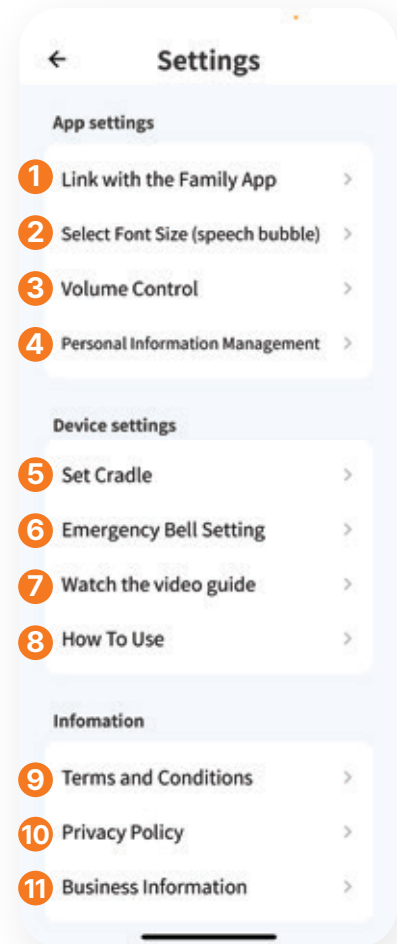 Settings
App settings
1 Link with the Family App
2 Select Font Size (speech bubble)
3 Volume Control
4 Personal Information Management
Device settings
5 Set Cradle
6 Emergency Bell Setting
7 Watch the video guide
8 How To Use
Infomation
9 Terms and Conditions
10 Privacy Policy
11 Business Information